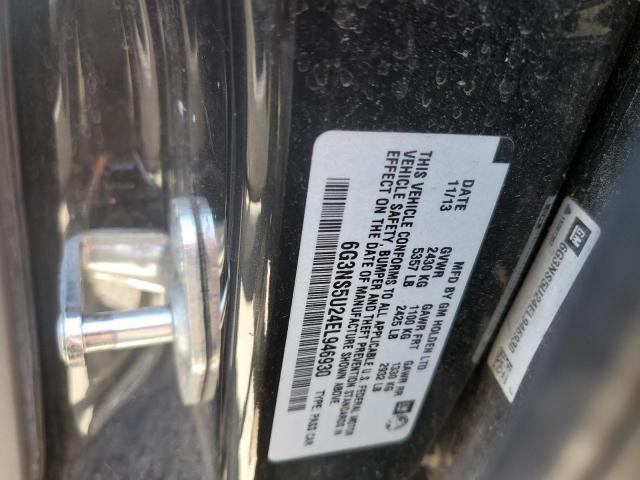 MFD BY GM HOLDEN LTD
DATE GVWR GAWR FRT GAWR RR
11/13 2430 KG 1100 KG 1330 KG
5357 LB 2425 LB 2932 LB
THIS VEHICLE CONFORMS TO ALL APPLICABLE U.S. FEDERAL MOTOR
VEHICLE SAFETY, BUMPER AND THEFT PREVENTION STANDARDS IN
EFFECT ON THE DATE OF MANUFACTURE SHOWN ABOVE
6G3NS5U24EL946930 TYPE: PASS CAR
GM
6G3NS5U24EL946930